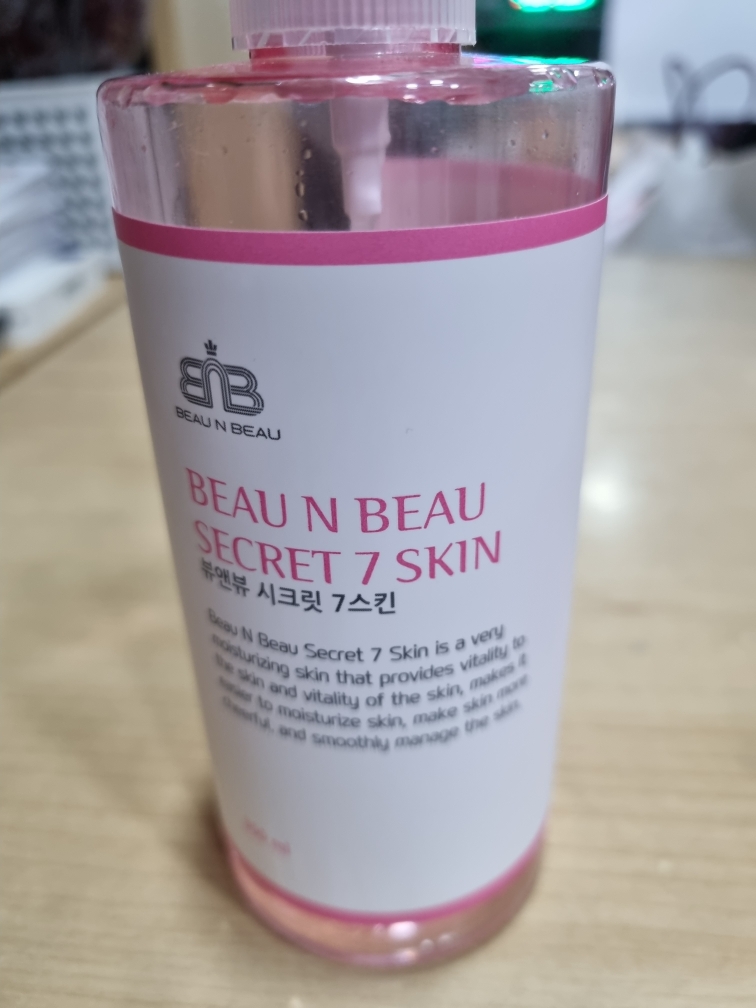 BNB
BEAU N BEAU
BEAU N BEAU
SECRET 7 SKIN
뷰앤뷰 시크릿 7스킨
Beau N Beau Secret 7 Skin is a very
moisturizing skin that provides vitality to
the skin and vitality of the skin, makes it
easier to moisturize skin, make skin more
cheerful, and smoothly manage the skin.
ml